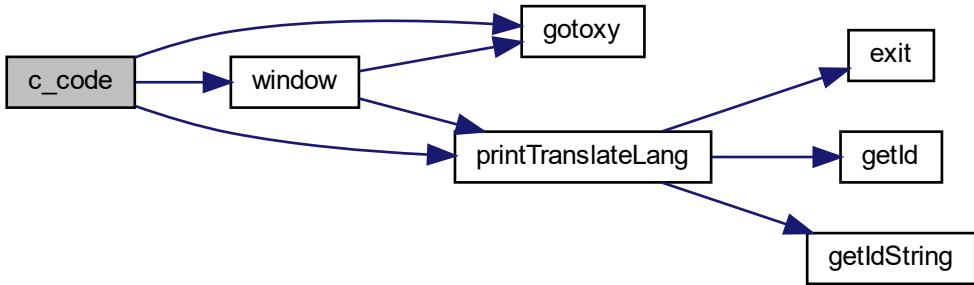 c_code
window
gotoxy
printTranslateLang
exit
getId
getIdString